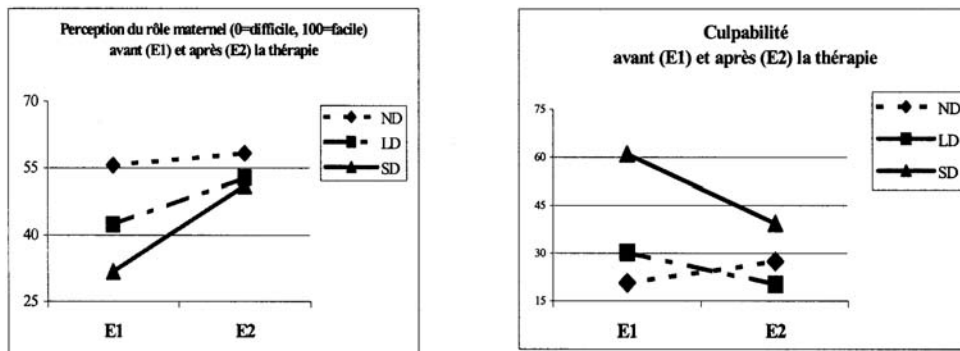 Perception du rôle maternel (0=difficile, 100=facile)
avant (E1) et après (E2) la thérapie
70
55
40
25
E1
E2
ND
LD
SD
Culpabilité
avant (E1) et après (E2) la thérapie
75
60
45
30
15
E1
E2
ND
LD
SD